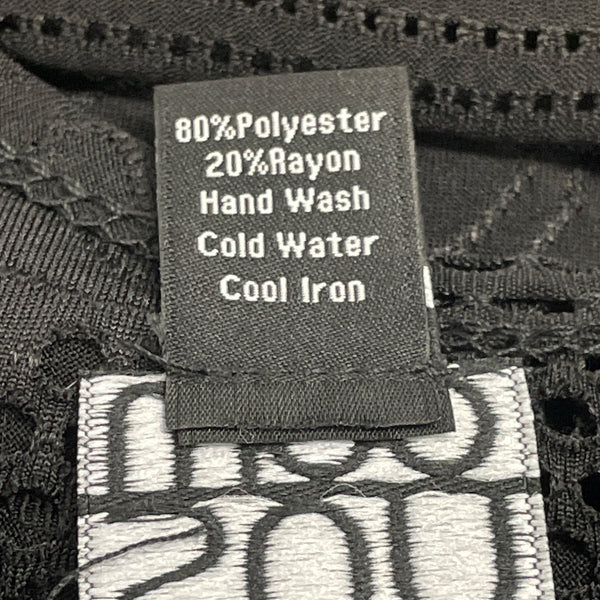 80%Polyester
20%Rayon
Hand Wash
Cold Water
Cool Iron